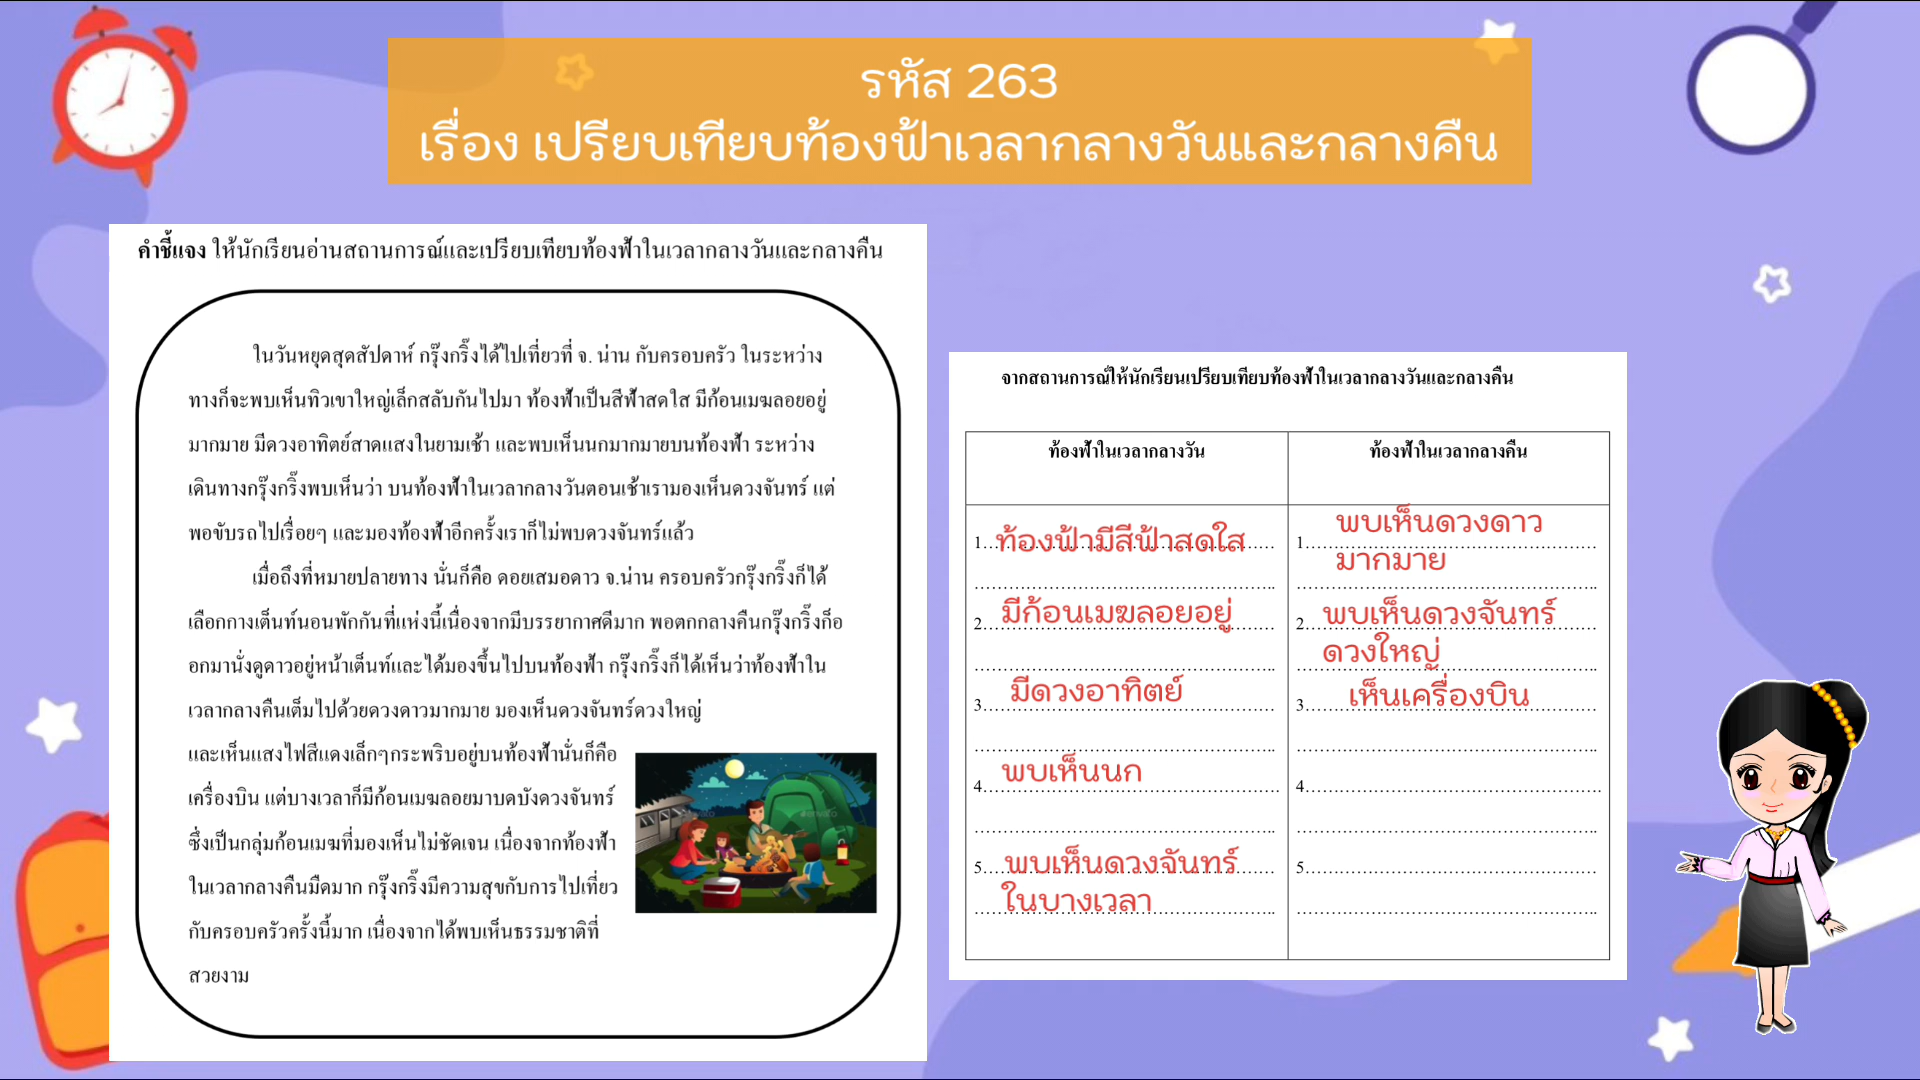 รหัส 263
เรื่อง เปรียบเทียบท้องฟ้าเวลากลางวันและกลางคืน
คำชี้แจง ให้นักเรียนอ่านสถานการณ์และเปรียบเทียบท้องฟ้าในเวลากลางวันและกลางคืน
ในวันหยุดสุดสัปดาห์ กรุ๊งกริ๊งได้ไปเที่ยวที่ จ. น่าน กับครอบครัว ในระหว่าง
ทางก็จะพบเห็นทิวเขาใหญ่เล็กสลับกันไปมา ท้องฟ้าเป็นสีฟ้าสดใส มีก้อนเมฆลอยอยู่
มากมาย มีดวงอาทิตย์สาดแสงในยามเช้า และพบเห็นนกมากมายบนท้องฟ้า ระหว่าง
เดินทางกรุ๊งกริ๊งพบเห็นว่า บนท้องฟ้าในเวลากลางวันตอนเช้าเรามองเห็นดวงจันทร์ แต่
พอขับรถไปเรื่อยๆ และมองท้องฟ้าอีกครั้งเราก็ไม่พบดวงจันทร์แล้ว
เมื่อถึงที่หมายปลายทาง นั่นก็คือ ดอยเสมอดาว จ.น่าน ครอบครัวกรุ๊งกริ๊งก็ได้
เลือกกางเต็นท์นอนพักกันที่แห่งนี้เนื่องจากมีบรรยากาศดีมาก พอตกกลางคืนกรุ๊งกริ๊งก็อ
อกมานั่งดูดาวอยู่หน้าเต็นท์และได้มองขึ้นไปบนท้องฟ้า กรุ๊งกริ๊งก็ได้เห็นว่าท้องฟ้าใน
เวลากลางคืนเต็มไปด้วยดวงดาวมากมาย มองเห็นดวงจันทร์ดวงใหญ่
และเห็นแสงไฟสีแดงเล็กๆกระพริบอยู่บนท้องฟ้านั่นก็คือ
เครื่องบิน แต่บางเวลาก็มีก้อนเมฆลอยมาบดบังดวงจันทร์
ซึ่งเป็นกลุ่มก้อนเมฆที่มองเห็นไม่ชัดเจน เนื่องจากท้องฟ้า
ในเวลากลางคืนมืดมาก กรุ๊งกริ๊งมีความสุขกับการไปเที่ยว
กับครอบครัวครั้งนี้มาก เนื่องจากได้พบเห็นธรรมชาติที่
สวยงาม
จากสถานการณ์ให้นักเรียนเปรียบเทียบท้องฟ้าในเวลากลางวันและกลางคืน
ท้องฟ้าในเวลากลางวัน
1. ท้องฟ้ามีสีฟ้าสดใส
2. มีก้อนเมฆลอยอยู่
3. มีดวงอาทิตย์
4. พบเห็นนก
5. พบเห็นดวงจันทร์
ในบางเวลา
ท้องฟ้าในเวลากลางคืน
1. พบเห็นดวงดาว
มากมาย
2. พบเห็นดวงจันทร์
ดวงใหญ่
3. เห็นเครื่องบิน
4.
5.